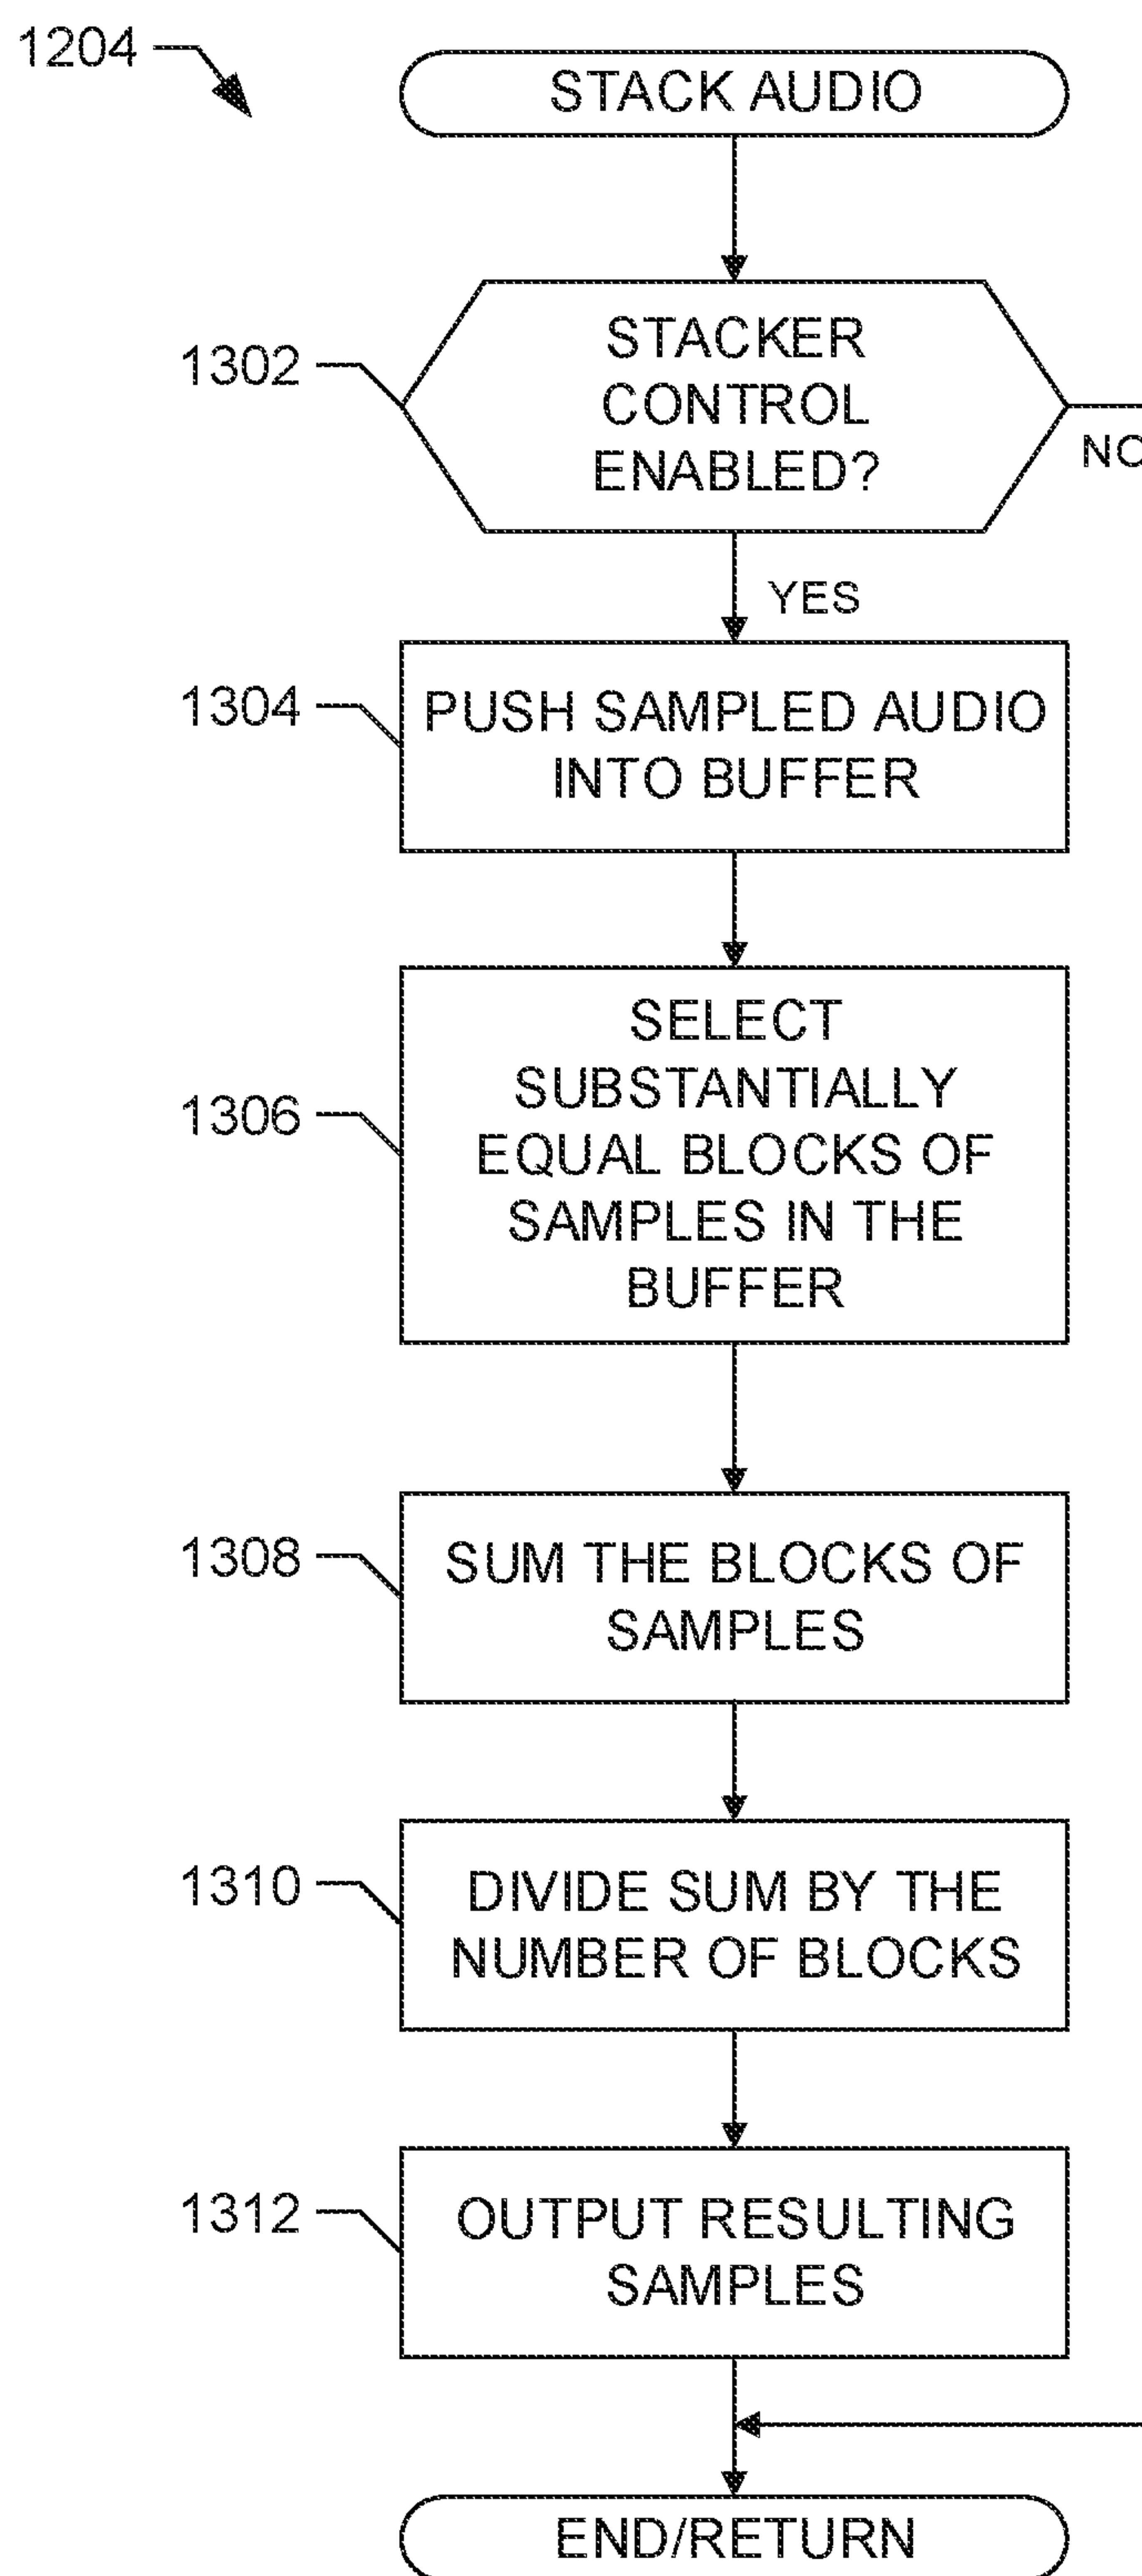 1204
STACK AUDIO
1302
STACKER
CONTROL
ENABLED?
NO
YES
1304
PUSH SAMPLED AUDIO
INTO BUFFER
1306
SELECT
SUBSTANTIALLY
EQUAL BLOCKS OF
SAMPLES IN THE
BUFFER
1308
SUM THE BLOCKS OF
SAMPLES
1310
DIVIDE SUM BY THE
NUMBER OF BLOCKS
1312
OUTPUT RESULTING
SAMPLES
END/RETURN